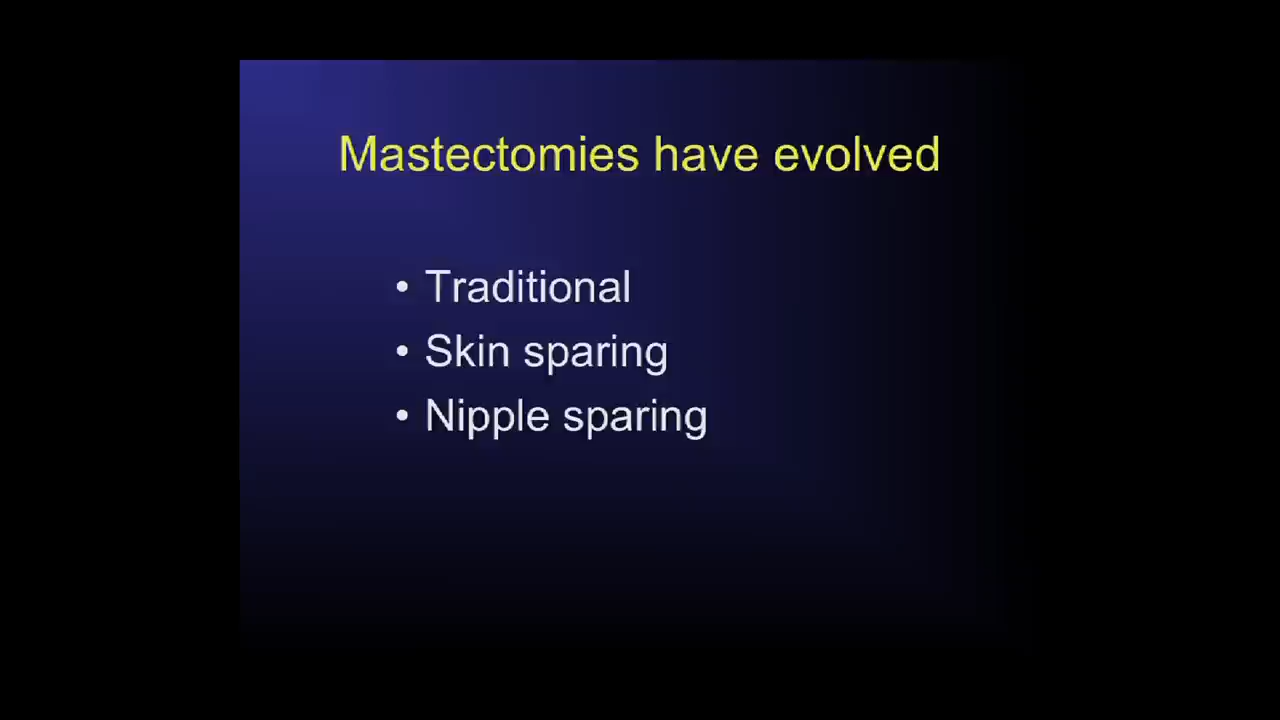 Mastectomies have evolved
• Traditional
• Skin sparing
• Nipple sparing